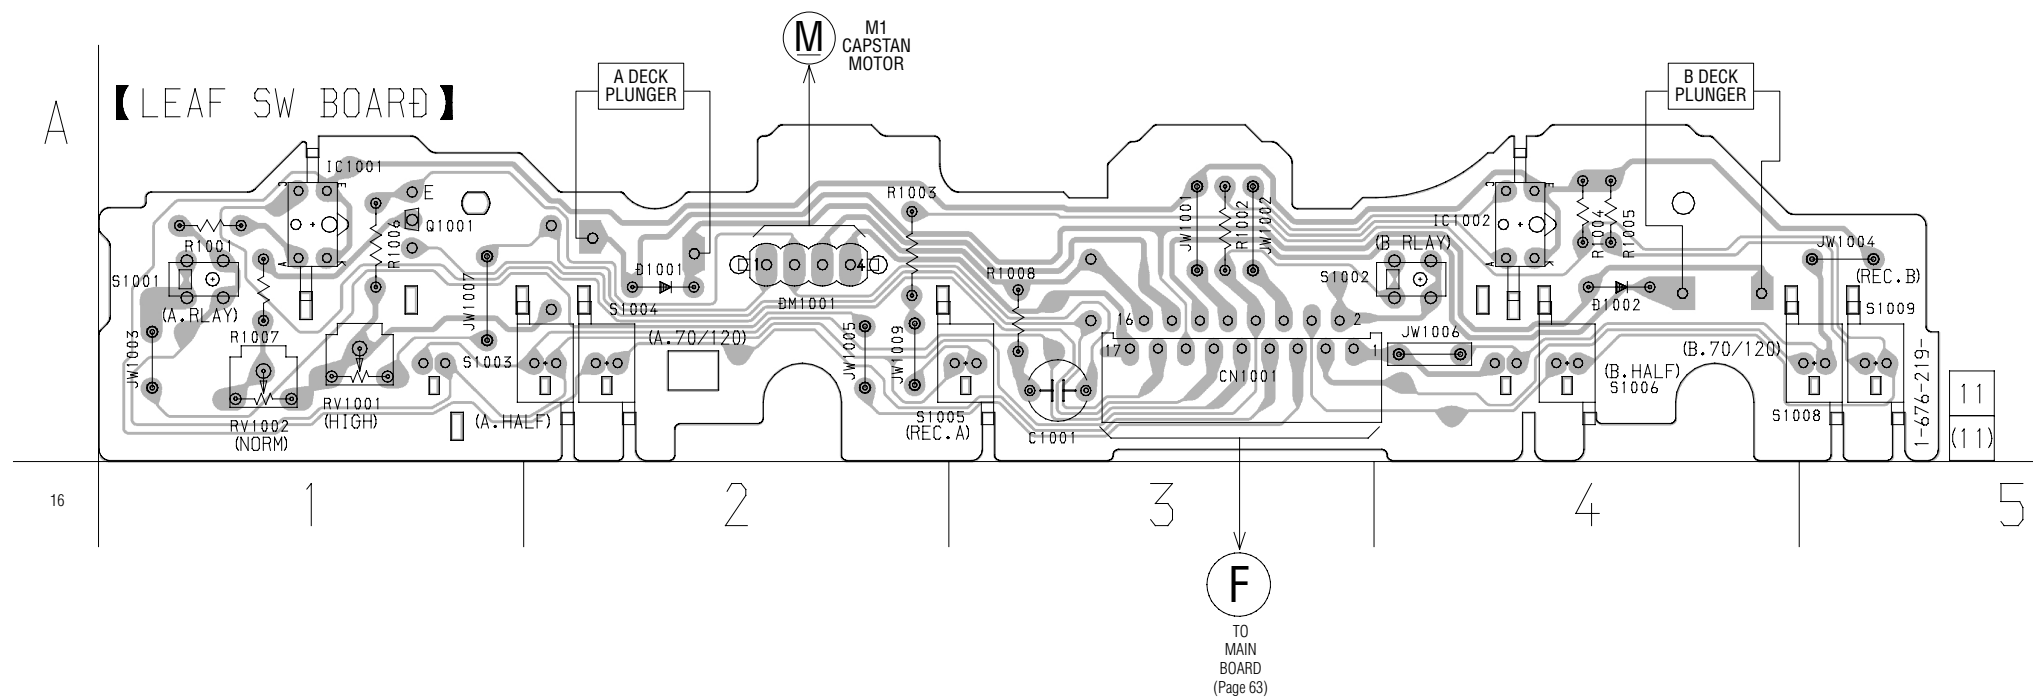 M
M1
CAPSTAN
MOTOR
A DECK
PLUNGER
B DECK
PLUNGER
A
【LEAF SW BOARD】
IC1001
E
Q1001
R1001
R1006
S1001
(A.RLAY)
R1007
JW1003
JW1007
RV1002
(NORM)
RV1001
(HIGH)
S1003
(A.HALF)
D1001
S1004
(A.70/120)
1
4
DM1001
R1003
JW1005
JW1009
R1008
S1005
(REC.A)
C1001
JW1001
R1002
JW1002
16
2
17
1
CN1001
IC1002
(B RLAY)
S1002
JW1006
R1004
R1005
D1002
(B.HALF)
S1006
(B.70/120)
JW1004
(REC.B)
S1009
S1008
1-676-219-
11
(11)
16
1
2
3
4
5
F
TO
MAIN
BOARD
(Page 63)